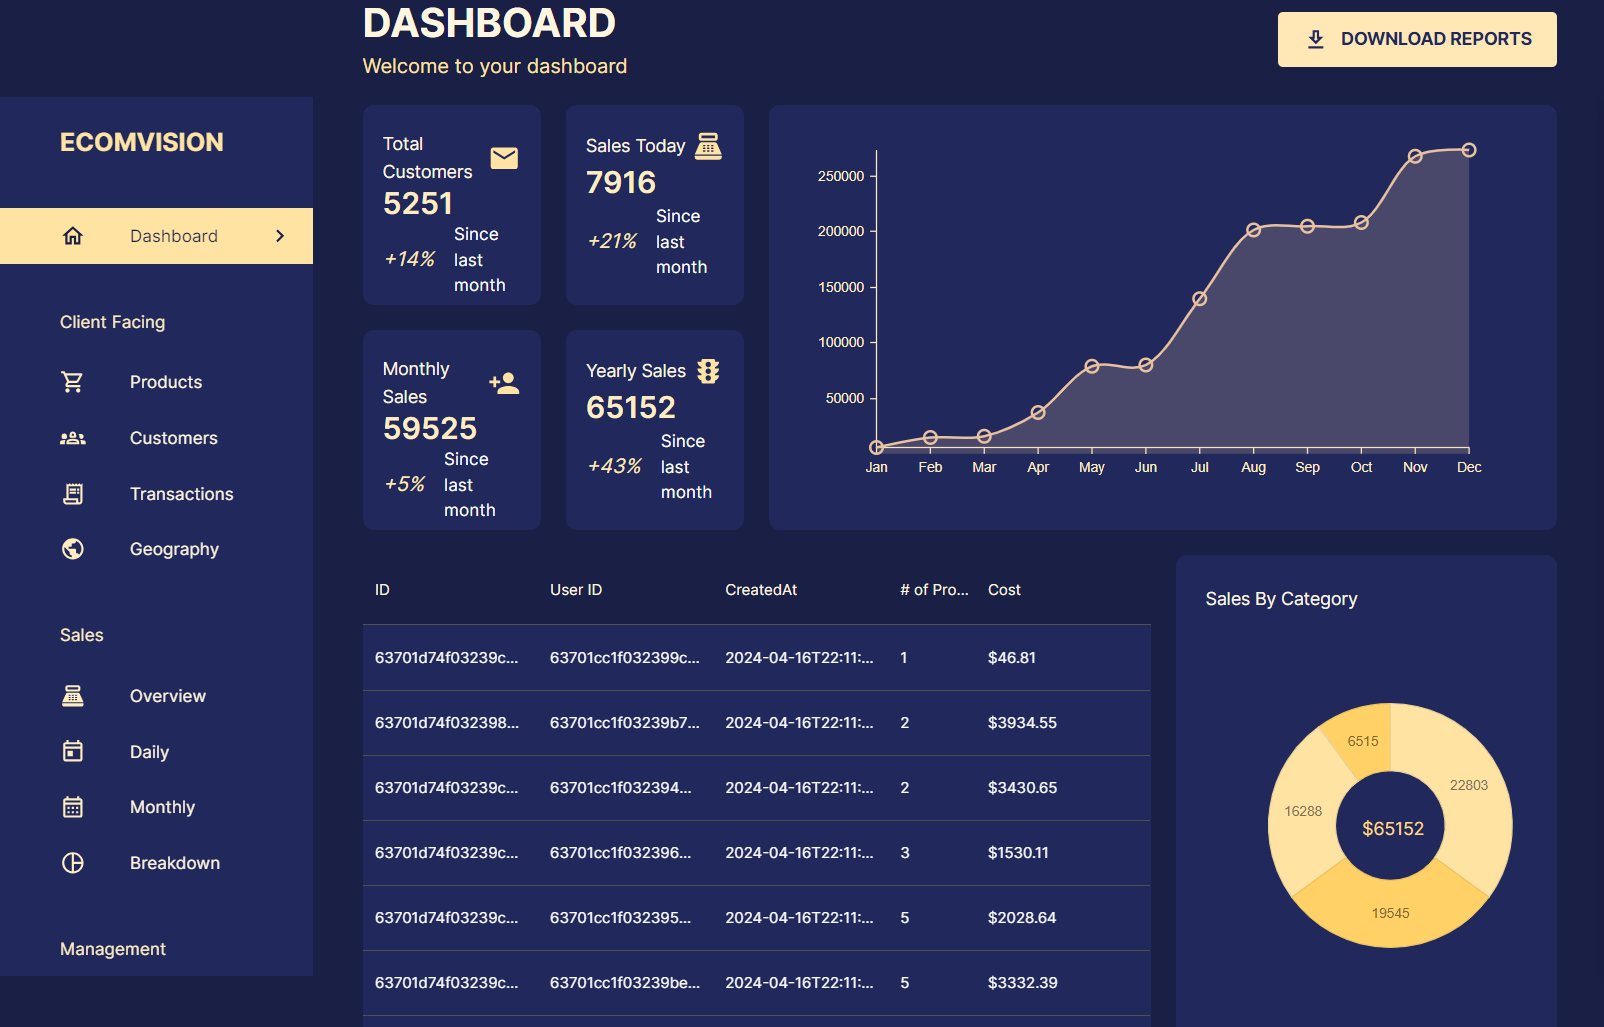 DASHBOARD
Welcome to your dashboard
DOWNLOAD REPORTS
ECOMVISION
Dashboard
Client Facing
Products
Customers
Transactions
Geography
Sales
Overview
Daily
Monthly
Breakdown
Management
Total
Customers
5251
+14%
Since
last
month
Sales Today
7916
+21%
Since
last
month
Monthly
Sales
59525
+5%
Since
last
month
Yearly Sales
65152
+43%
Since
last
month
250000
200000
150000
100000
50000
Jan Feb Mar Apr May Jun Jul Aug Sep Oct Nov Dec
ID User ID CreatedAt # of Pro... Cost
63701d74f03239c... 63701cc1f032399c... 2024-04-16T22:11:... 1 $46.81
63701d74f032398... 63701cc1f03239b7... 2024-04-16T22:11:... 2 $3934.55
63701d74f03239c... 63701cc1f032394... 2024-04-16T22:11:... 2 $3430.65
63701d74f03239c... 63701cc1f032396... 2024-04-16T22:11:... 3 $1530.11
63701d74f03239c... 63701cc1f032395... 2024-04-16T22:11:... 5 $2028.64
63701d74f03239c... 63701cc1f03239be... 2024-04-16T22:11:... 5 $3332.39
Sales By Category
6515
22803
16288
$65152
19545